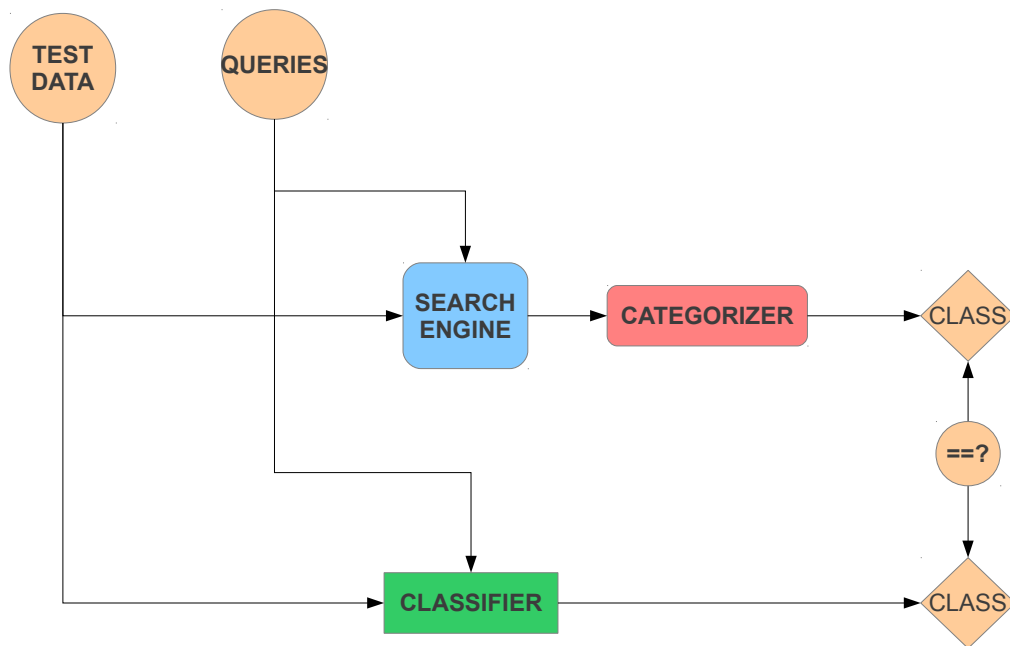 TEST
DATA
QUERIES
SEARCH
ENGINE
CATEGORIZER
CLASS
==?
CLASSIFIER
CLASS